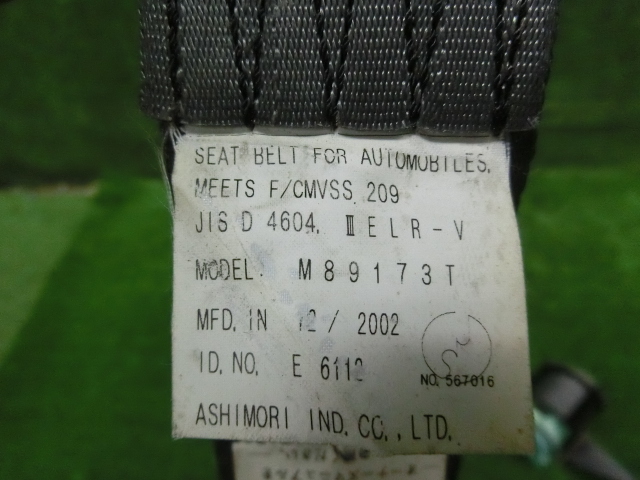 SEAT BELT FOR AUTOMOBILES.
MEETS F/CMVSS 209
JIS D 4604. Ⅲ E L R - V
MODEL M 8 9 1 7 3 T
MFD. IN 12 / 2002
I D. NO. E 6112
NO. 567016
ASHIMORI IND. CO., LTD.